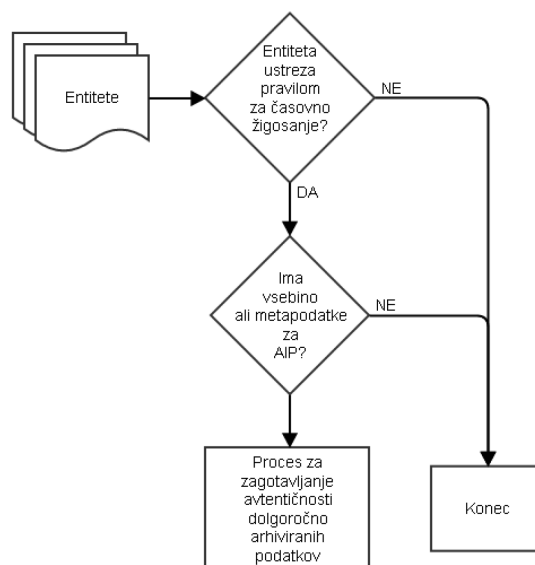 Entitete
Entiteta
ustreza
pravilom
za časovno
žigosanje?
NE
DA
Ima
vsebino
ali metapodatke
za
AIP?
NE
Proces za
zagotavljanje
avtentičnosti
dolgoročno
arhiviranih
podatkov
Konec